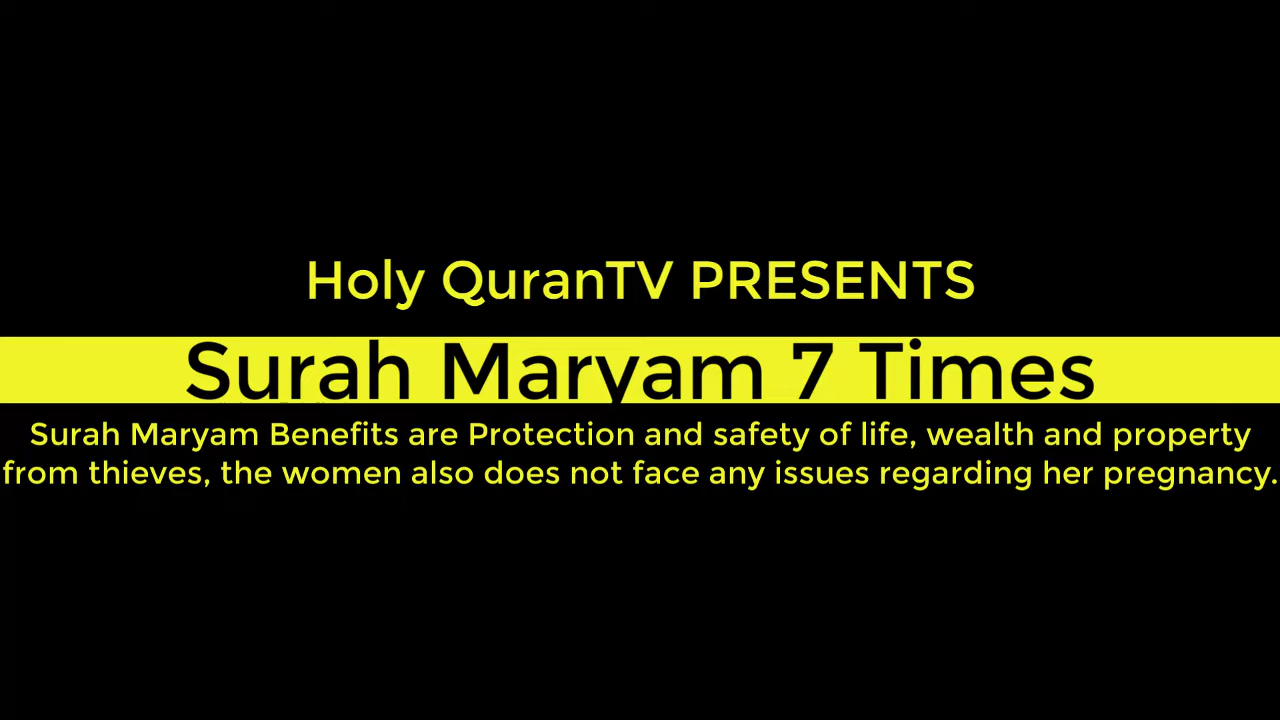 Holy QuranTV PRESENTS
Surah Maryam 7 Times
Surah Maryam Benefits are Protection and safety of life, wealth and property
from thieves, the women also does not face any issues regarding her pregnancy.